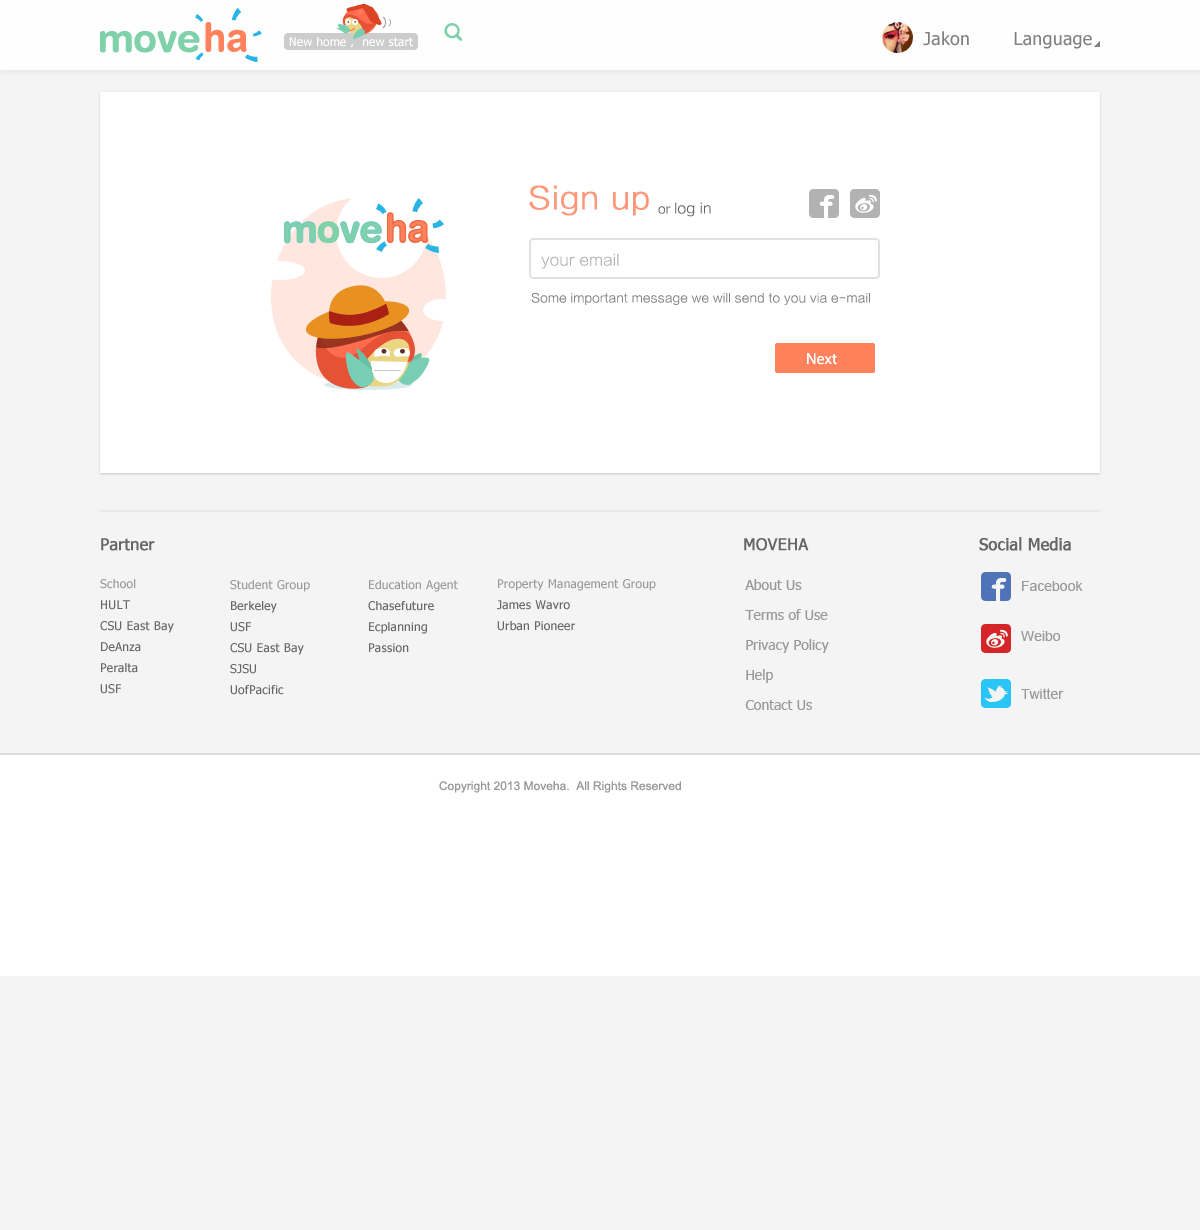 moveha
New home , new start
Jakon
Language
moveha
Sign up or log in
your email
Some important message we will send to you via e-mail
Next
Partner
School
HULT
CSU East Bay
DeAnza
Peralta
USF
Student Group
Berkeley
USF
CSU East Bay
SJSU
UofPacific
Education Agent
Chasefuture
Ecplanning
Passion
Property Management Group
James Wavro
Urban Pioneer
MOVEHA
About Us
Terms of Use
Privacy Policy
Help
Contact Us
Social Media
Facebook
Weibo
Twitter
Copyright 2013 Moveha. All Rights Reserved